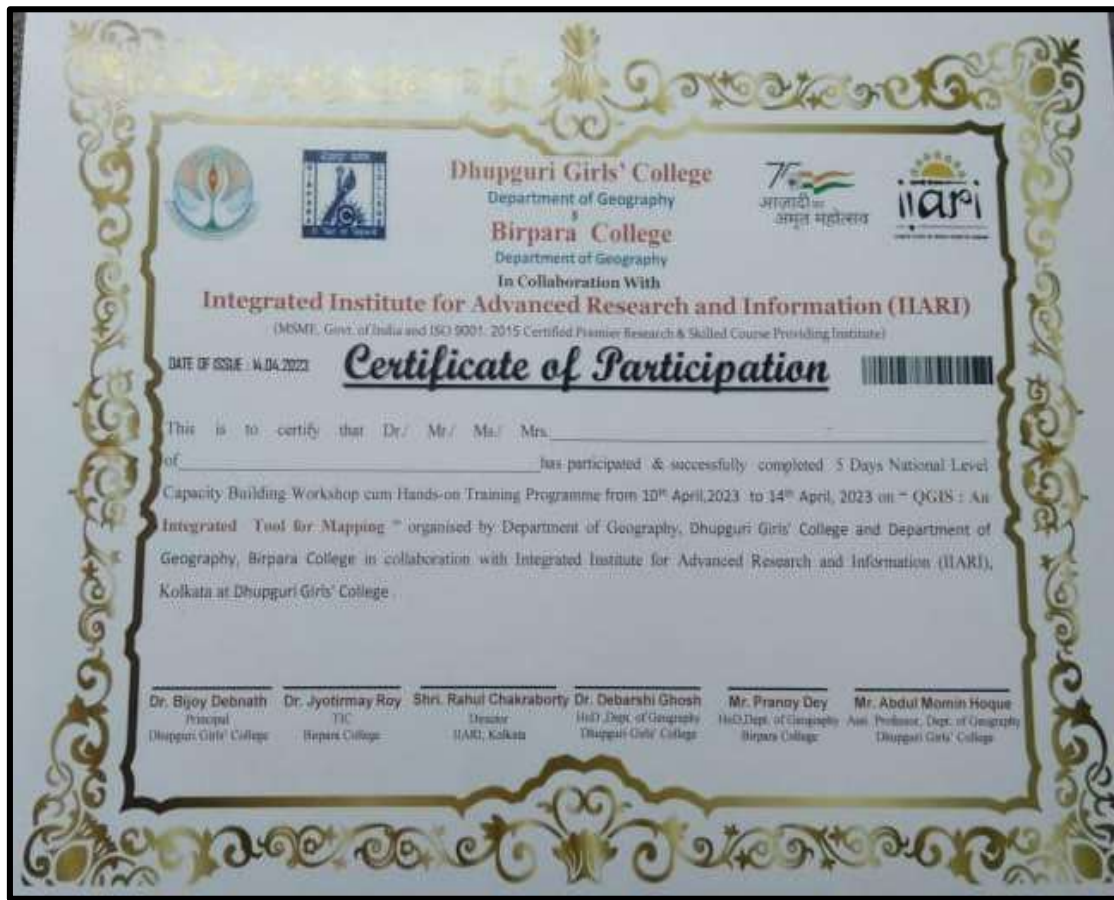 Dhupguri Girls' College
Department of Geography
&
Birpara College
Department of Geography
In Collaboration With
Integrated Institute for Advanced Research and Information (IIARI)
(MSME, Govt. of India and ISO 9001: 2015 Certified Premier Research & Skilled Course Providing Institute)
75
आज़ादी का
अमृत महोत्सव
iiari
DATE OF ISSUE : 14.04.2023
Certificate of Participation
This is to certify that Dr./ Mr./ Ms./ Mrs.
of has participated & successfully completed 5 Days National Level
Capacity Building Workshop cum Hands-on Training Programme from 10th April,2023 to 14th April, 2023 on " QGIS : An
Integrated Tool for Mapping " organised by Department of Geography, Dhupguri Girls' College and Department of
Geography, Birpara College in collaboration with Integrated Institute for Advanced Research and Information (IIARI),
Kolkata at Dhupguri Girls' College .
Dr. Bijoy Debnath Dr. Jyotirmay Roy Shri. Rahul Chakraborty Dr. Debarshi Ghosh Mr. Pranoy Dey Mr. Abdul Momin Hoque
Principal TIC Director HoD ,Dept. of Geography HoD,Dept. of Geography Asst. Professor, Dept. of Geography
Dhupguri Girls' College Birpara College IIARI, Kolkata Dhupguri Girls' College Birpara College Dhupguri Girls' College